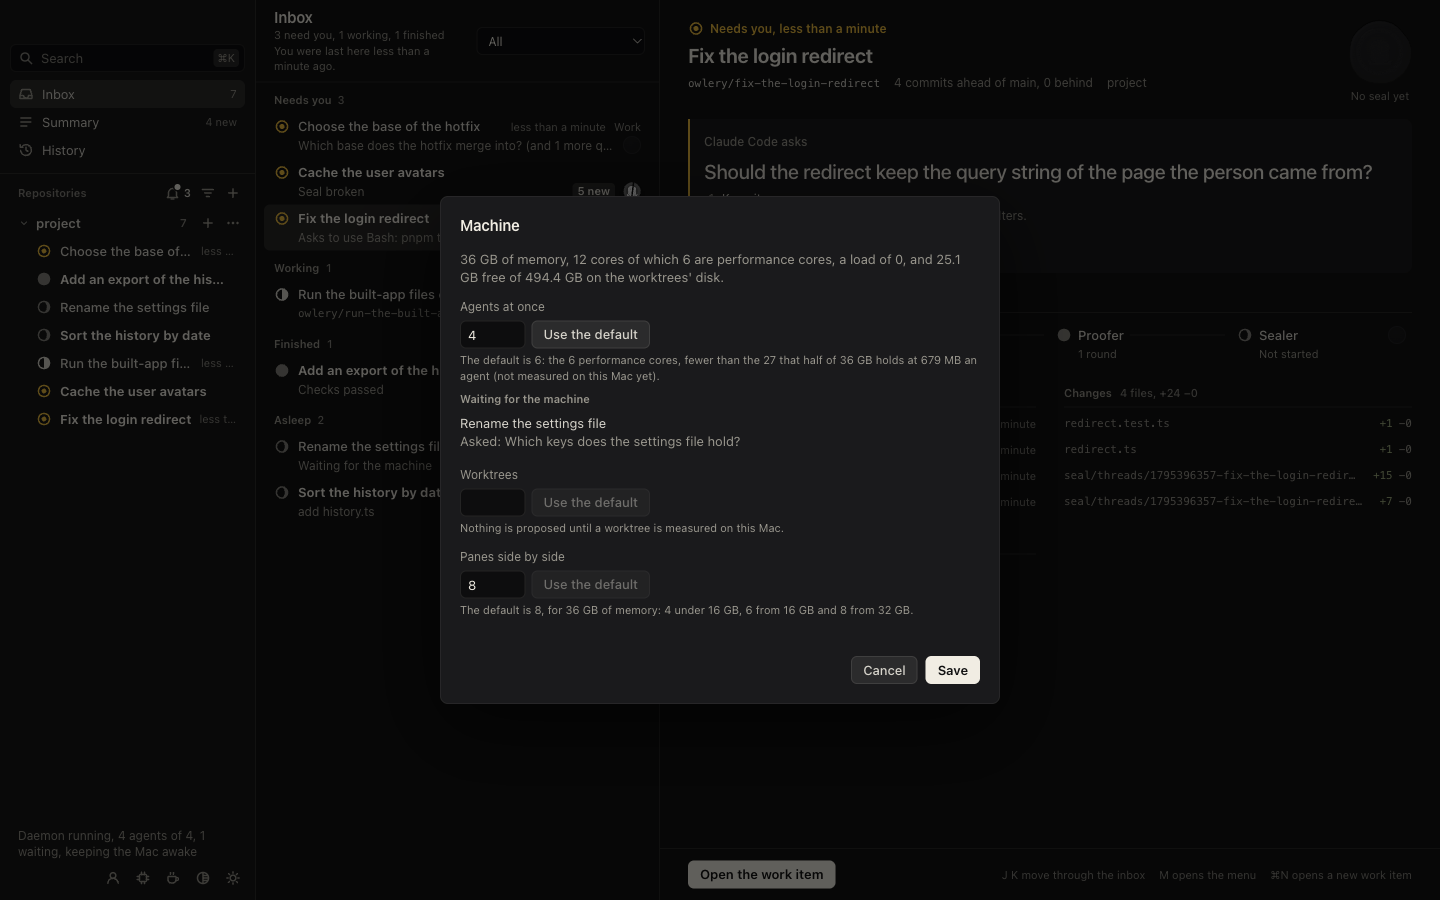 Search
⌘K
Inbox
7
Summary
4 new
History
Repositories
3
project
7
Choose the base of...
less ...
Add an export of the his...
Rename the settings file
Sort the history by date
Run the built-app fi...
less ...
Cache the user avatars
Fix the login redirect
less t...
Daemon running, 4 agents of 4, 1
waiting, keeping the Mac awake
Inbox
3 need you, 1 working, 1 finished
You were last here less than a
minute ago.
All
Needs you 3
Choose the base of the hotfix
less than a minute
Work
Which base does the hotfix merge into? (and 1 more q...
Cache the user avatars
Seal broken
5 new
Fix the login redirect
Asks to use Bash: pnpm t
Working 1
Run the built-app files
owlery/run-the-built-a
Finished 1
Add an export of the h
Checks passed
Asleep 2
Rename the settings fil
Waiting for the machine
Sort the history by dat
add history.ts
Needs you, less than a minute
Fix the login redirect
owlery/fix-the-login-redirect
4 commits ahead of main, 0 behind
project
No seal yet
Claude Code asks
Should the redirect keep the query string of the page the person came from?
ters.
Proofer
1 round
Sealer
Not started
Changes 4 files, +24 −0
redirect.test.ts
+1 −0
redirect.ts
+1 −0
seal/threads/1795396357-fix-the-login-redir…
+15 −0
seal/threads/1795396357-fix-the-login-redire…
+7 −0
minute
minute
minute
minute
Machine
36 GB of memory, 12 cores of which 6 are performance cores, a load of 0, and 25.1
GB free of 494.4 GB on the worktrees' disk.
Agents at once
4
Use the default
The default is 6: the 6 performance cores, fewer than the 27 that half of 36 GB holds at 679 MB an
agent (not measured on this Mac yet).
Waiting for the machine
Rename the settings file
Asked: Which keys does the settings file hold?
Worktrees
Use the default
Nothing is proposed until a worktree is measured on this Mac.
Panes side by side
8
Use the default
The default is 8, for 36 GB of memory: 4 under 16 GB, 6 from 16 GB and 8 from 32 GB.
Cancel
Save
Open the work item
J K move through the inbox
M opens the menu
⌘N opens a new work item